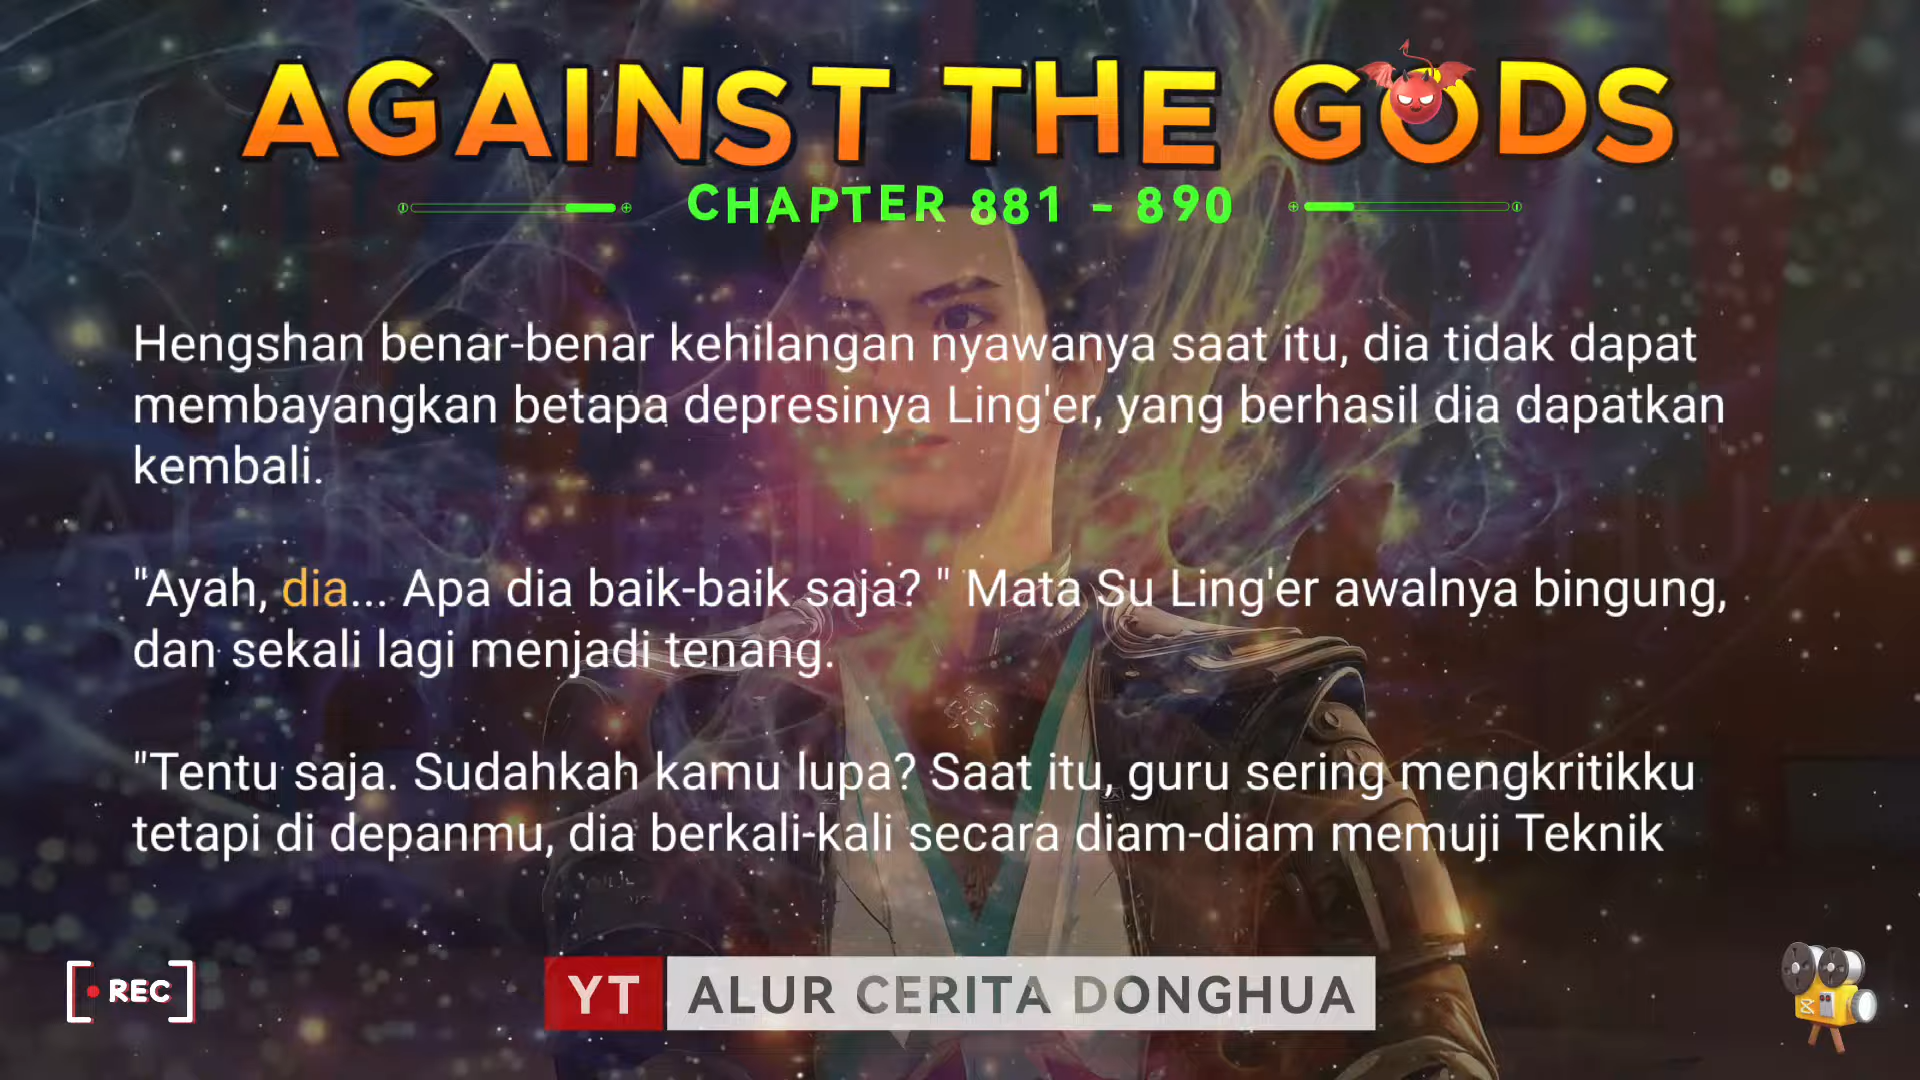 AGAINST THE GODS
CHAPTER 881 - 890
Hengshan benar-benar kehilangan nyawanya saat itu, dia tidak dapat
membayangkan betapa depresinya Ling'er, yang berhasil dia dapatkan
kembali.
"Ayah, dia... Apa dia baik-baik saja? " Mata Su Ling'er awalnya bingung,
dan sekali lagi menjadi tenang.
"Tentu saja. Sudahkah kamu lupa? Saat itu, guru sering mengkritikku
tetapi di depanmu, dia berkali-kali secara diam-diam memuji Teknik
REC
YT ALUR CERITA DONGHUA